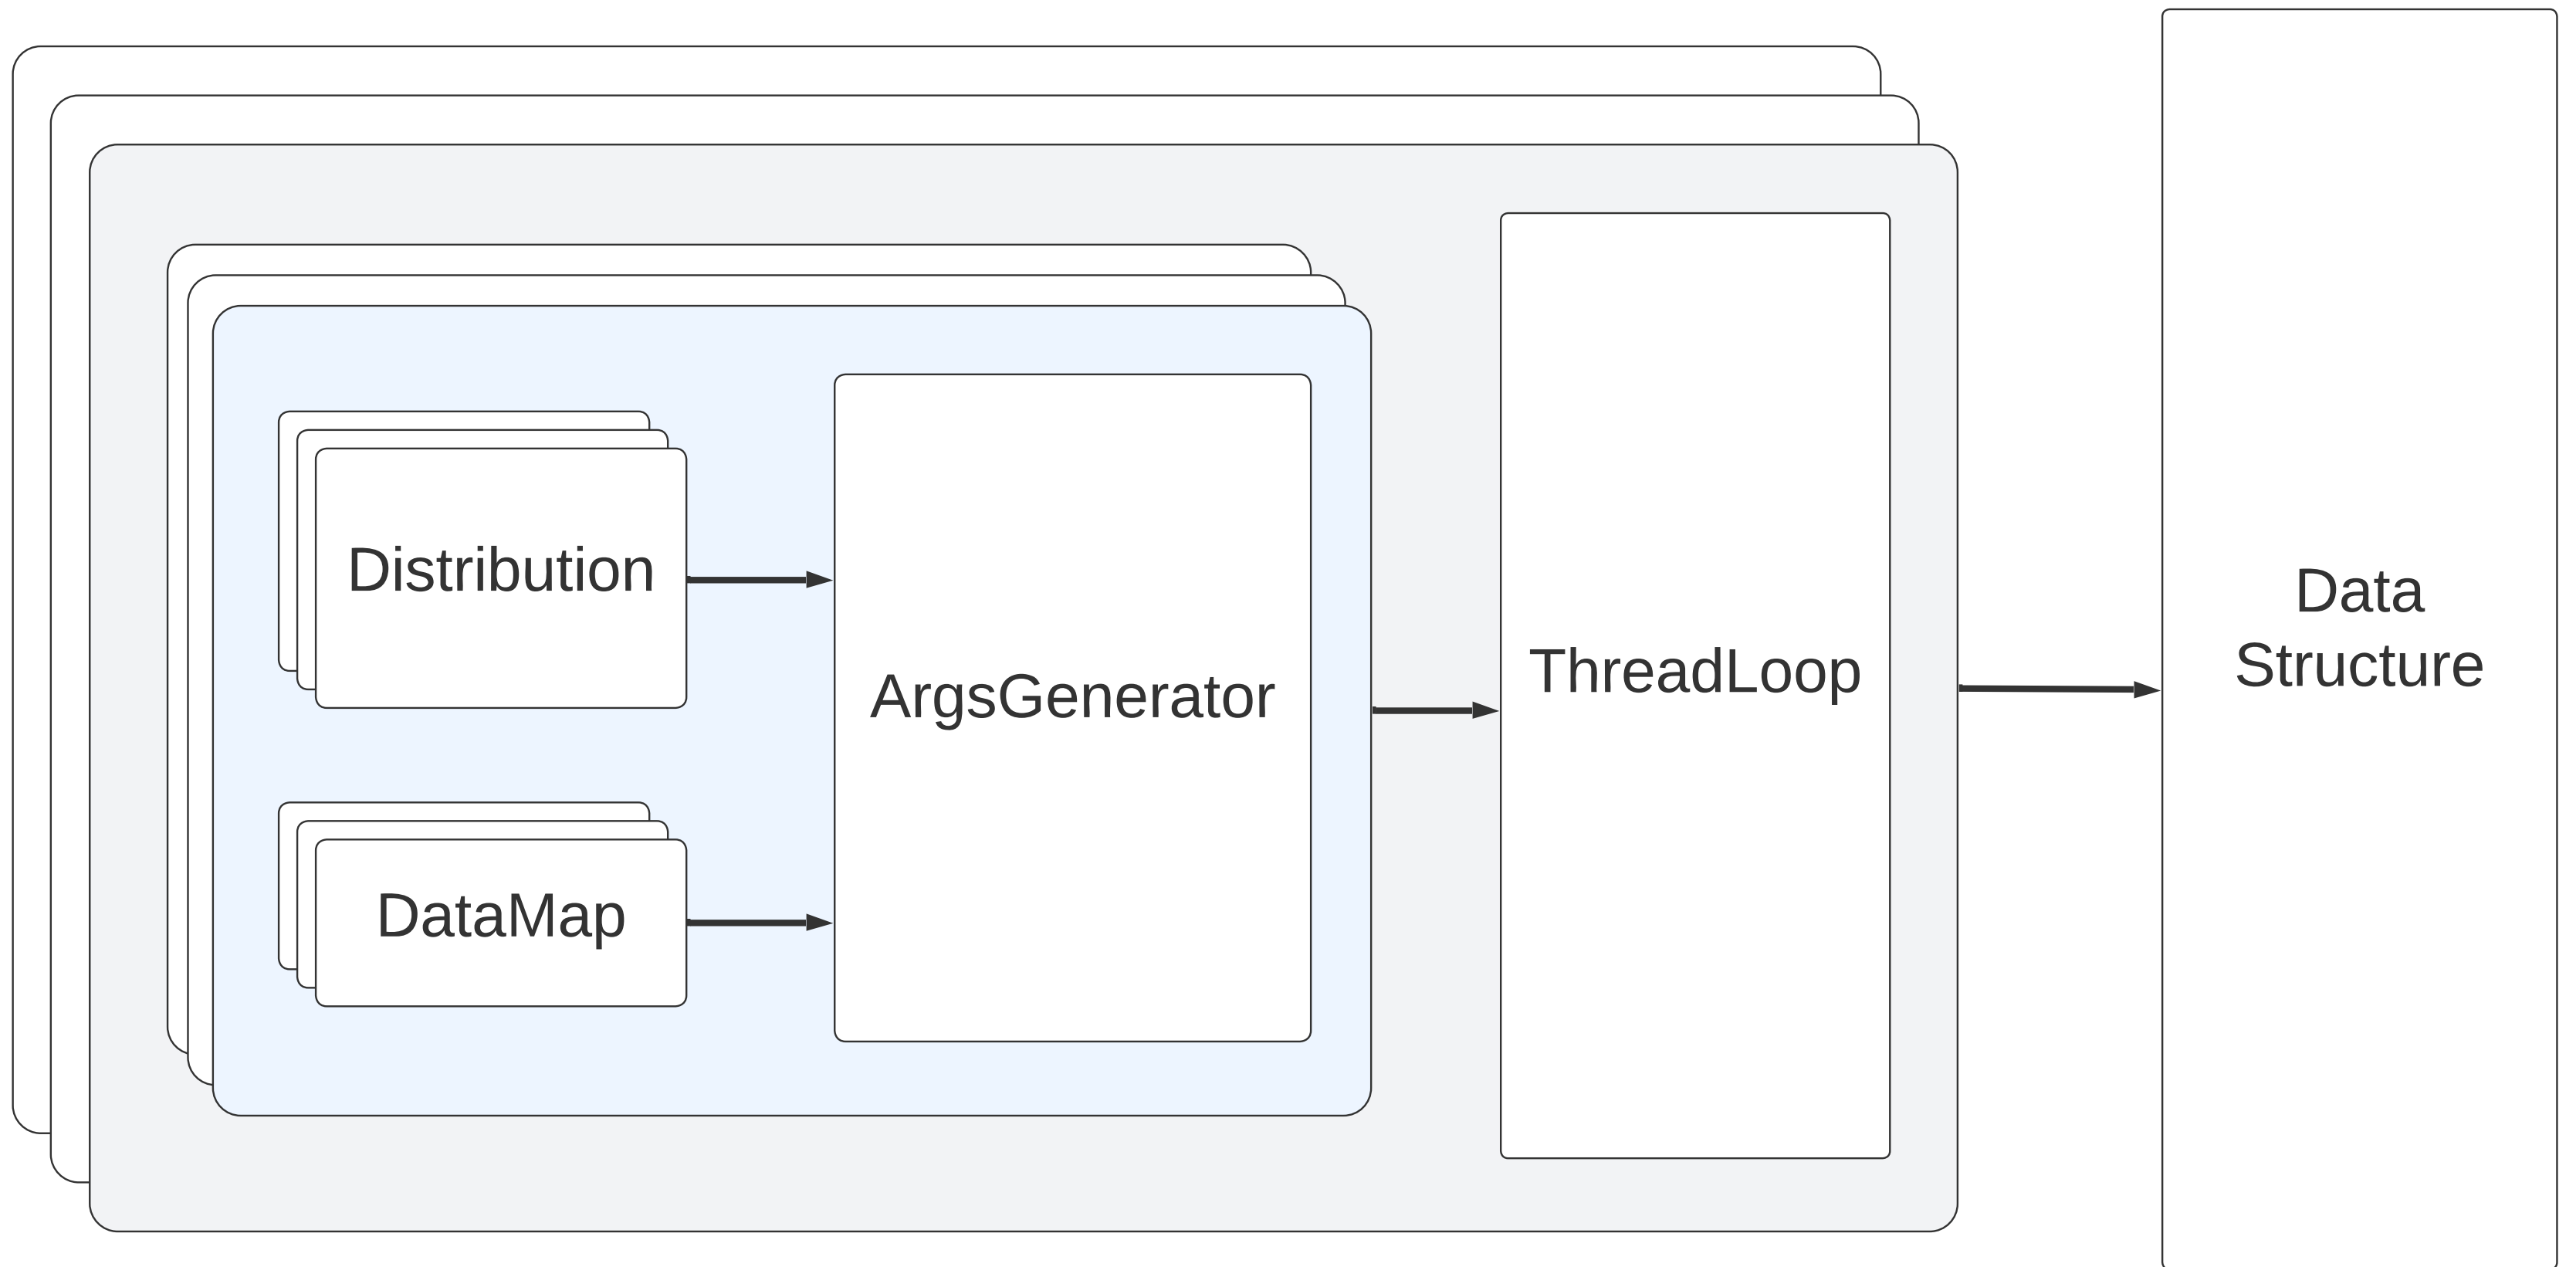 Distribution
DataMap
ArgsGenerator
ThreadLoop
Data
Structure